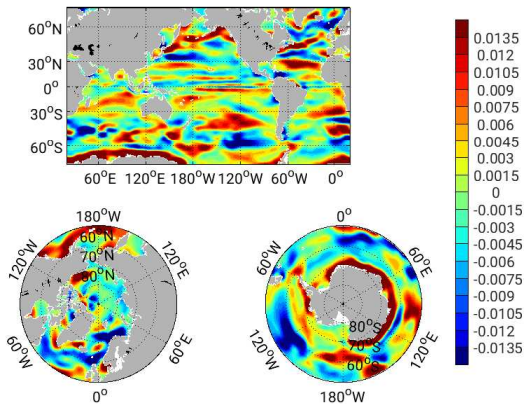 60°N
30°N
0°
30°S
60°S
60°E 120°E 180°W 120°W 60°W 0°
0.0135
0.012
0.0105
0.009
0.0075
0.006
0.0045
0.003
0.0015
0
-0.0015
-0.003
-0.0045
-0.006
-0.0075
-0.009
-0.0105
-0.012
-0.0135
180°W
120°W
120°E
60°N
70°N
80°N
60°W
60°E
0°
0°
60°W
60°E
80°S
70°S
60°S
120°W
120°E
180°W